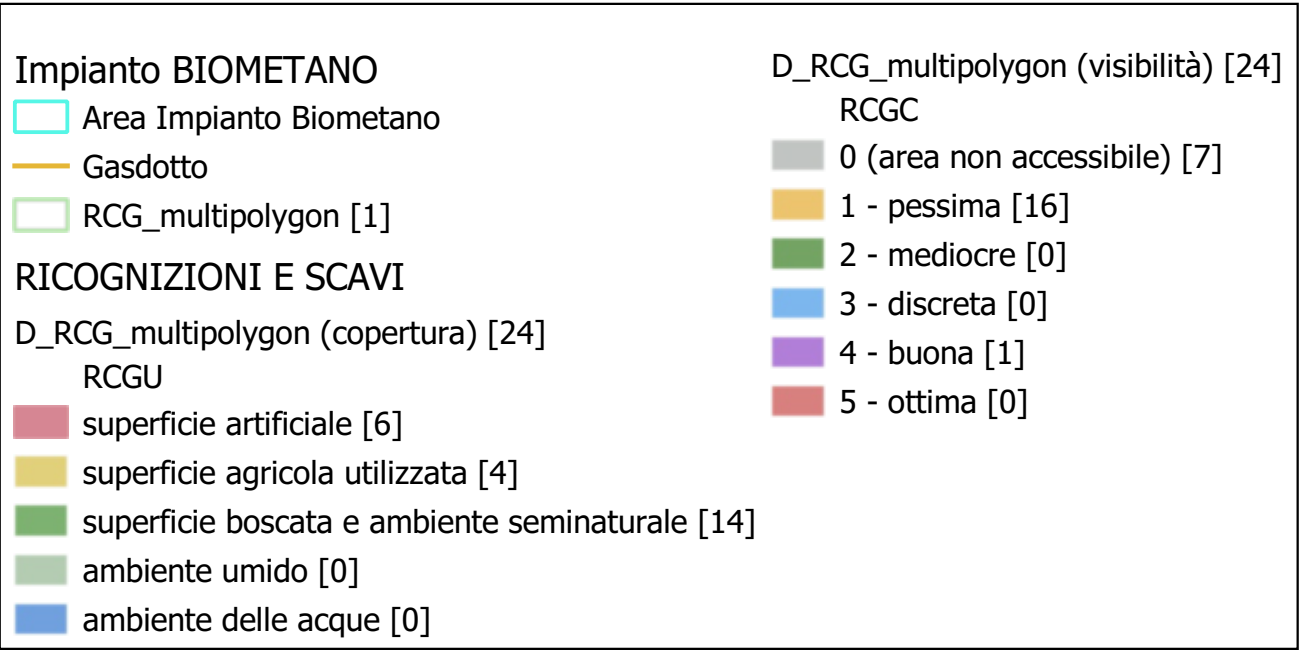 Impianto BIOMETANO
Area Impianto Biometano
Gasdotto
RCG_multipolygon [1]
RICOGNIZIONI E SCAVI
D_RCG_multipolygon (copertura) [24]
RCGU
superficie artificiale [6]
superficie agricola utilizzata [4]
superficie boscata e ambiente seminaturale [14]
ambiente umido [0]
ambiente delle acque [0]
D_RCG_multipolygon (visibilità) [24]
RCGC
0 (area non accessibile) [7]
1 - pessima [16]
2 - mediocre [0]
3 - discreta [0]
4 - buona [1]
5 - ottima [0]